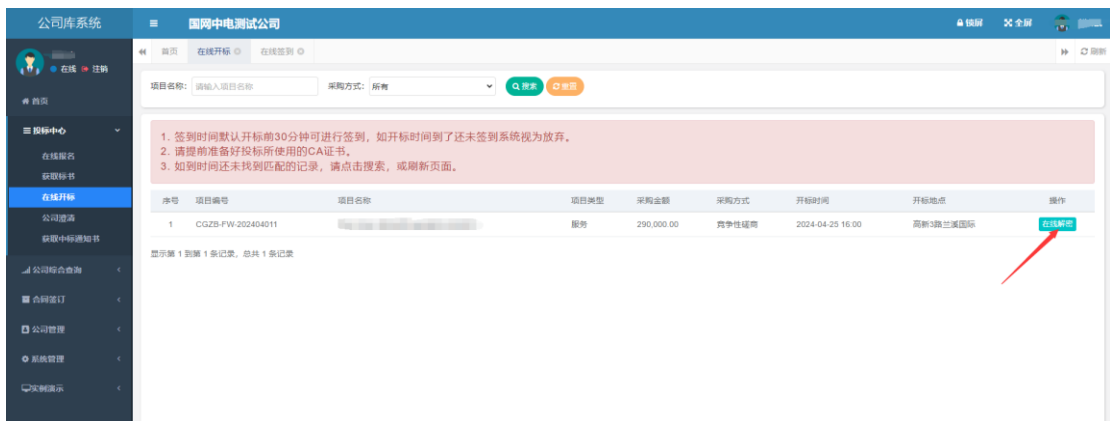 公司库系统
国网中电测试公司
锁屏 全屏
在线 注销
首页 在线开标 在线签到 刷新
项目名称: 请输入项目名称 采购方式: 所有 搜索 重置
首页
投标中心
在线报名
获取标书
在线开标
公司澄清
获取中标通知书
公司综合查询
合同签订
公司管理
系统管理
实例演示
1. 签到时间默认开标前30分钟可进行签到，如开标时间到了还未签到系统视为放弃。
2. 请提前准备好投标所使用的CA证书。
3. 如到时间还未找到匹配的记录，请点击搜索，或刷新页面。
序号 项目编号 项目名称 项目类型 采购金额 采购方式 开标时间 开标地点 操作
1 CGZB-FW-202404011 服务 290,000.00 竞争性磋商 2024-04-25 16:00 高新3路兰溪国际 在线解密
显示第 1 到第 1 条记录，总共 1 条记录